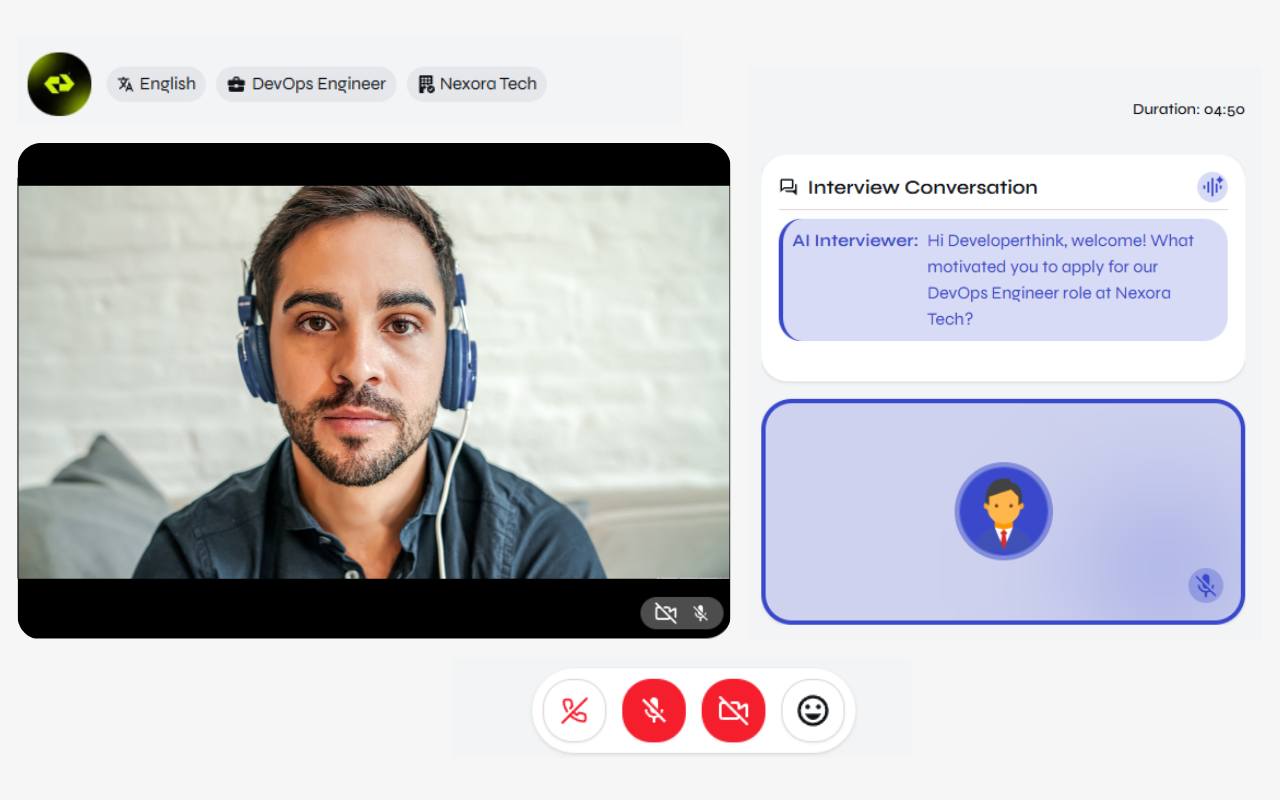 English
DevOps Engineer
Nexora Tech
Duration: 04:50
Interview Conversation
AI Interviewer: Hi Developerthink, welcome! What
motivated you to apply for our
DevOps Engineer role at Nexora
Tech?